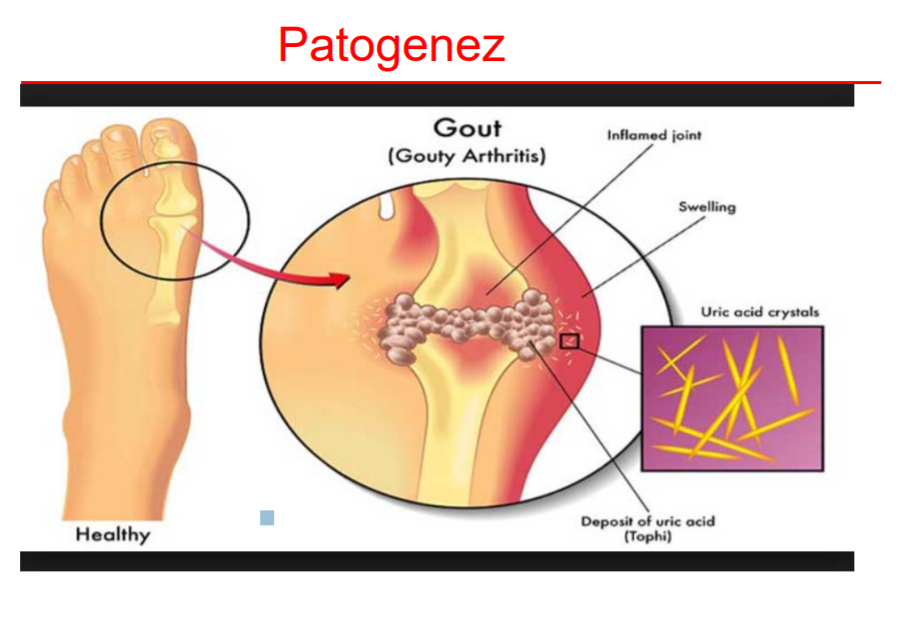 Patogenez
Gout
(Gouty Arthritis)
Inflamed joint
Swelling
Uric acid crystals
Deposit of uric acid
(Tophi)
Healthy